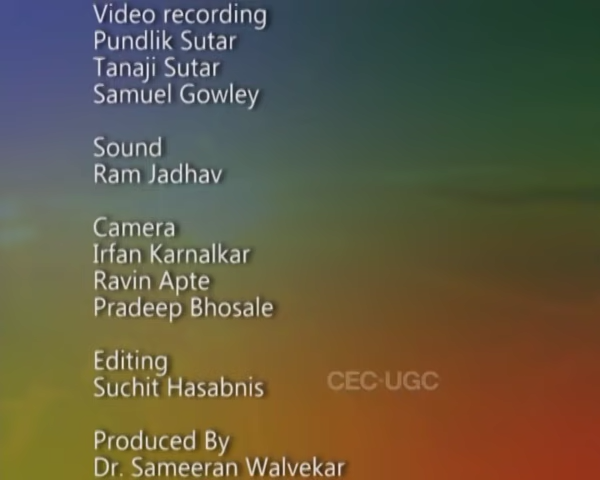 Video recording
Pundlik Sutar
Tanaji Sutar
Samuel Gowley
Sound
Ram Jadhav
Camera
Irfan Karnalkar
Ravin Apte
Pradeep Bhosale
Editing
Suchit Hasabnis
CEC-UGC
Produced By
Dr. Sameeran Walvekar